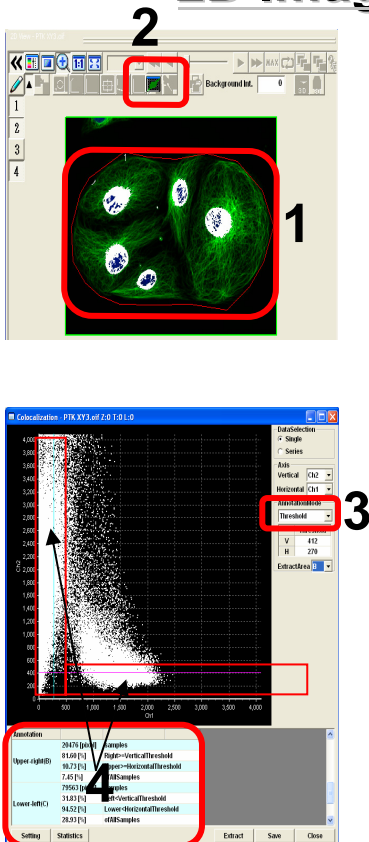 2
Background Int. 0
1
2
3
4
1
Colocalization - PTK XY3.oif Z:0 T:0 L:0
DataSelection
Single
Series
Axis
Vertical Ch2
Horizontal Ch1
AnnotationMode
Threshold
3
V 412
H 270
ExtractArea B
4,000
3,800
3,600
3,400
3,200
3,000
2,800
2,600
2,400
2,200
2,000
1,800
1,600
1,400
1,200
1,000
800
600
400
200
0
Ch2
0 500 1,000 1,500 2,000 2,500 3,000 3,500 4,000
Ch1
4
Annotation
Upper-right(B)
20476 [pixel] Samples
81.60 [%] Right>=VerticalThreshold
10.73 [%] Upper>=HorizontalThreshold
7.45 [%] ofAllSamples
Lower-left(C)
79563 [pixel] Samples
31.83 [%] Left<VerticalThreshold
94.52 [%] Lower<HorizontalThreshold
28.93 [%] ofAllSamples
Setting Statistics Extract Save Close